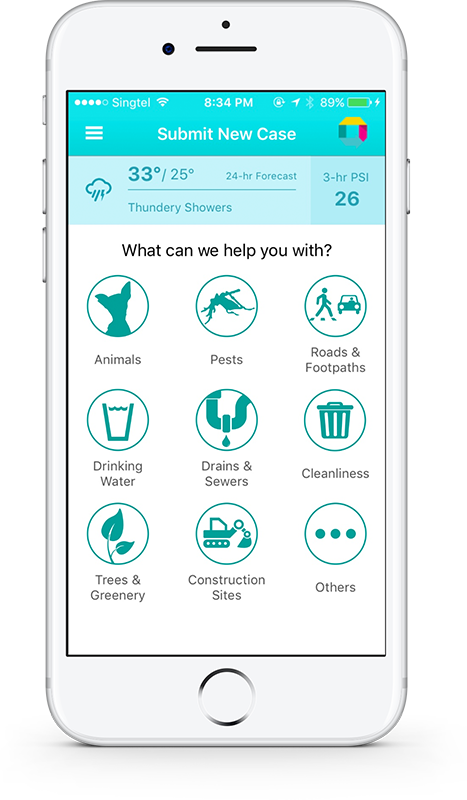 Singtel 8:34 PM 89%
Submit New Case
33°/ 25° 24-hr Forecast
Thundery Showers
3-hr PSI
26
What can we help you with?
Animals
Pests
Roads &
Footpaths
Drinking
Water
Drains &
Sewers
Cleanliness
Trees &
Greenery
Construction
Sites
Others